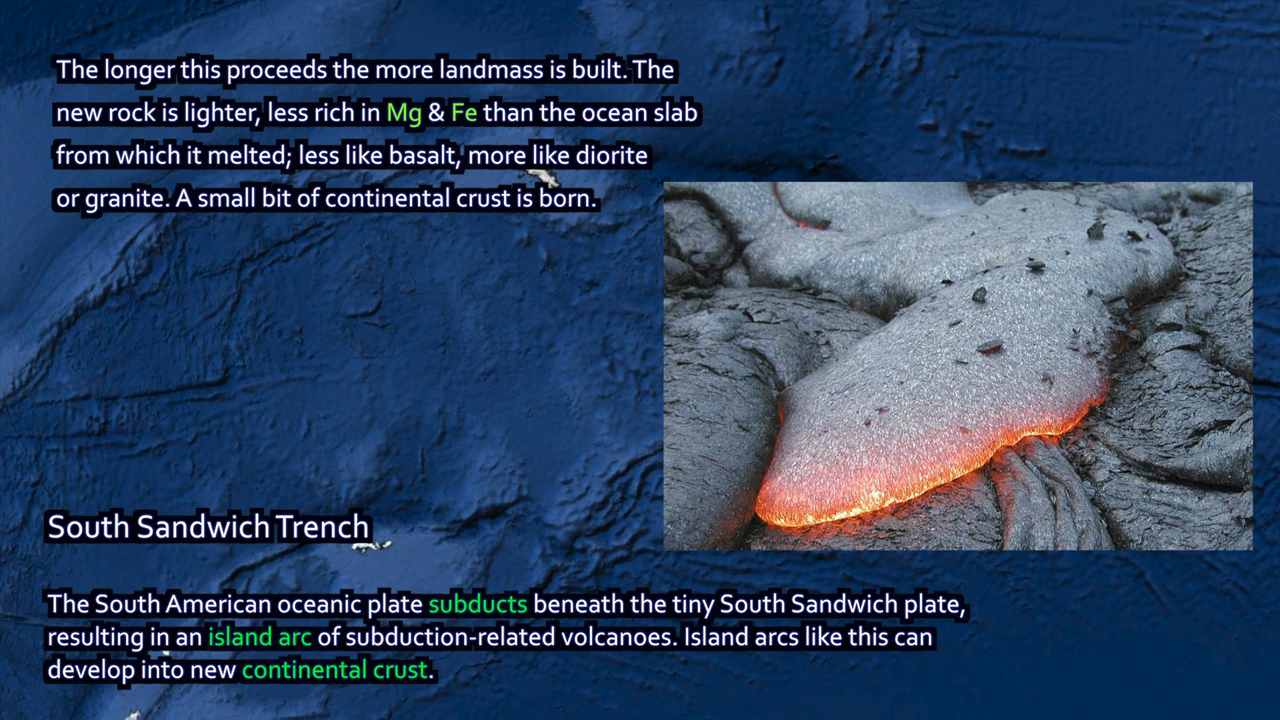 The longer this proceeds the more landmass is built. The
new rock is lighter, less rich in Mg & Fe than the ocean slab
from which it melted; less like basalt, more like diorite
or granite. A small bit of continental crust is born.
South Sandwich Trench
The South American oceanic plate subducts beneath the tiny South Sandwich plate,
resulting in an island arc of subduction-related volcanoes. Island arcs like this can
develop into new continental crust.